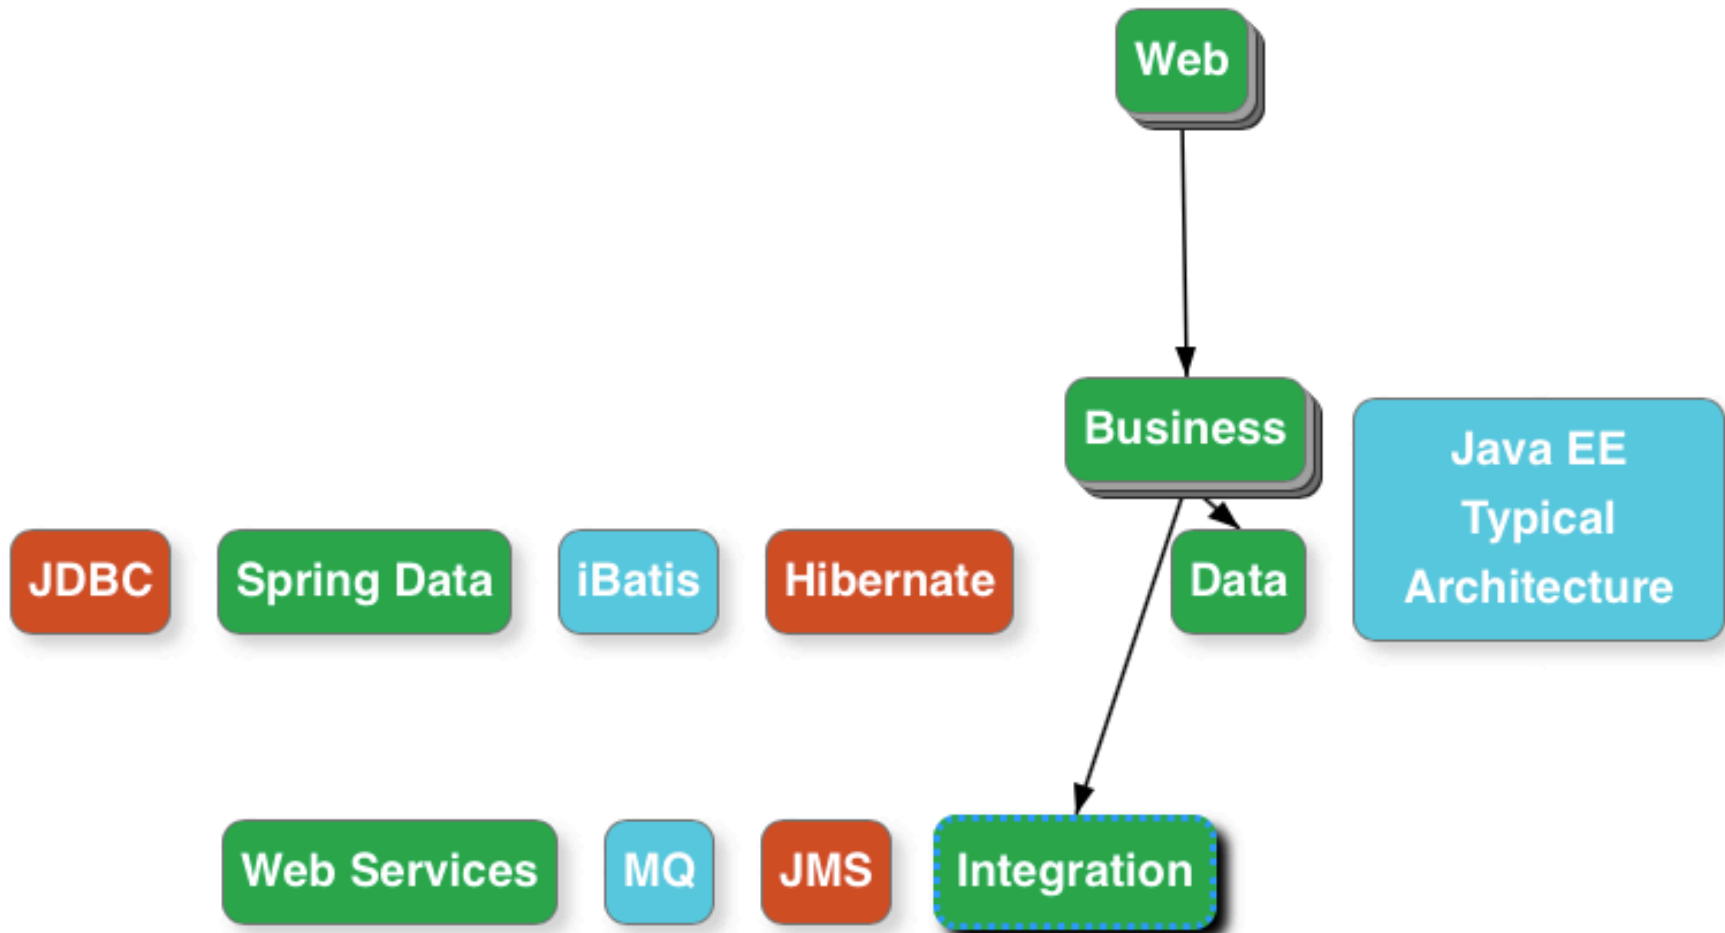 Web
Business
Java EE
Typical
Architecture
JDBC
Spring Data
iBatis
Hibernate
Data
Web Services
MQ
JMS
Integration